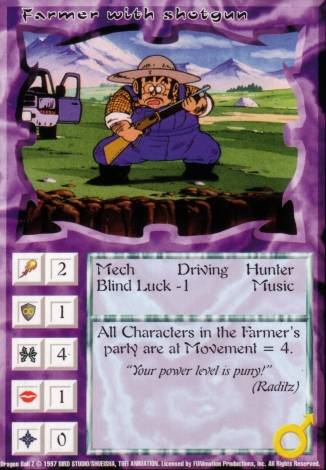 Farmer with shotgun
2
Mech Driving Hunter
Blind Luck -1 Music
1
All Characters in the Farmer's
party are at Movement = 4.
4
"Your power level is puny!"
(Raditz)
1
0
Dragon Ball Z © 1997 BIRD STUDIO/SHUEISHA, TOEI ANIMATION. Licensed by FUNimation Productions, Inc. All Rights Reserved.